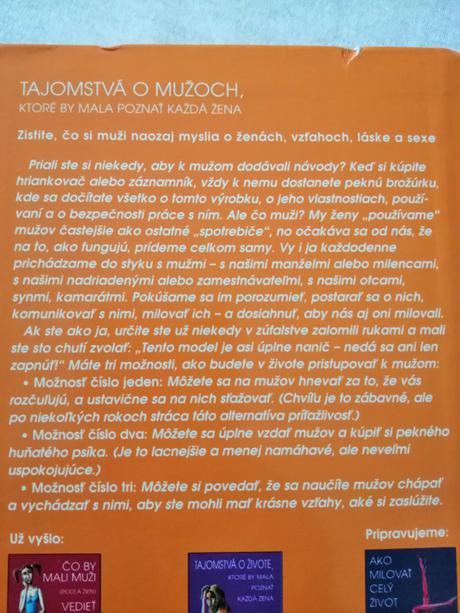 TAJOMSTVÁ O MUŽOCH,
KTORÉ BY MALA POZNAŤ KAŽDÁ ŽENA
Zistite, čo si muži naozaj myslia o ženách, vzťahoch, láske a sexe
Priali ste si niekedy, aby k mužom dodávali návody? Keď si kúpite
hriankovač alebo záznamník, vždy k nemu dostanete peknú brožúrku,
kde sa dočítate všetko o tomto výrobku, o jeho vlastnostiach, použí-
vaní a o bezpečnosti práce s ním. Ale čo muži? My ženy „používame"
mužov častejšie ako ostatné „spotrebiče", no očakáva sa od nás, že
na to, ako fungujú, prídeme celkom samy. Vy i ja každodenne
prichádzame do styku s mužmi – s našimi manželmi alebo milencami,
s našimi nadriadenými alebo zamestnávateľmi, s našimi otcami,
synmi, kamarátmi. Pokúšame sa im porozumieť, postarať sa o nich,
komunikovať s nimi, milovať ich – a dosiahnuť, aby nás aj oni milovali.
Ak ste ako ja, určite ste už niekedy v zúfalstve zalomili rukami a mali
ste sto chutí zvolať: „Tento model je asi úplne nanič – nedá sa ani len
zapnúť!" Máte tri možnosti, ako budete v živote pristupovať k mužom:
• Možnosť číslo jeden: Môžete sa na mužov hnevať za to, že vás
rozčuľujú, a ustavične sa na nich sťažovať. (Chvíľu je to zábavné, ale
po niekoľkých rokoch stráca táto alternatíva príťažlivosť.)
• Možnosť číslo dva: Môžete sa úplne vzdať mužov a kúpiť si pekného
huňatého psíka. (Je to lacnejšie a menej namáhavé, ale neveľmi
uspokojujúce.)
• Možnosť číslo tri: Môžete si povedať, že sa naučíte mužov chápať
a vychádzať s nimi, aby ste mohli mať krásne vzťahy, aké si zaslúžite.
Už vyšlo:
Pripravujeme:
ČO BY
MALI MUŽI
(PODĽA ŽIEN)
VEDIEŤ
TAJOMSTVÁ O ŽIVOTE,
KTORÉ BY MALA
POZNAŤ
KAŽDÁ ŽENA
AKO
MILOVAŤ
CELÝ
ŽIVOT